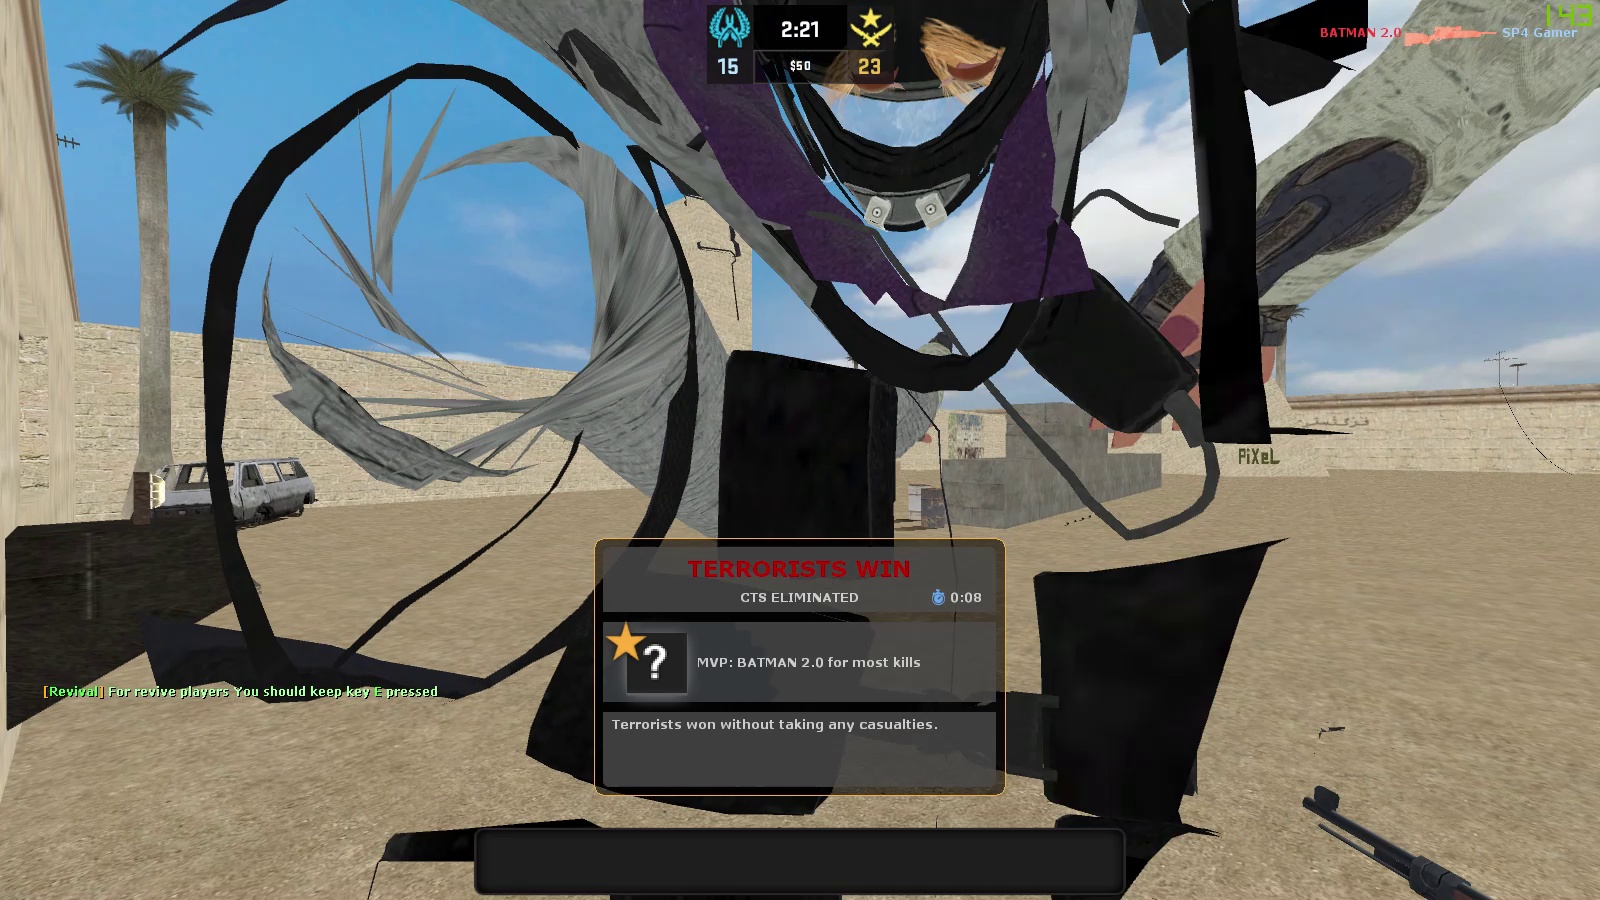 143
2:21
BATMAN 2.0 SP4 Gamer
15 $50 23
PiXeL
TERRORISTS WIN
CTS ELIMINATED 0:08
?
MVP: BATMAN 2.0 for most kills
[Revival] For revive players You should keep key E pressed
Terrorists won without taking any casualties.